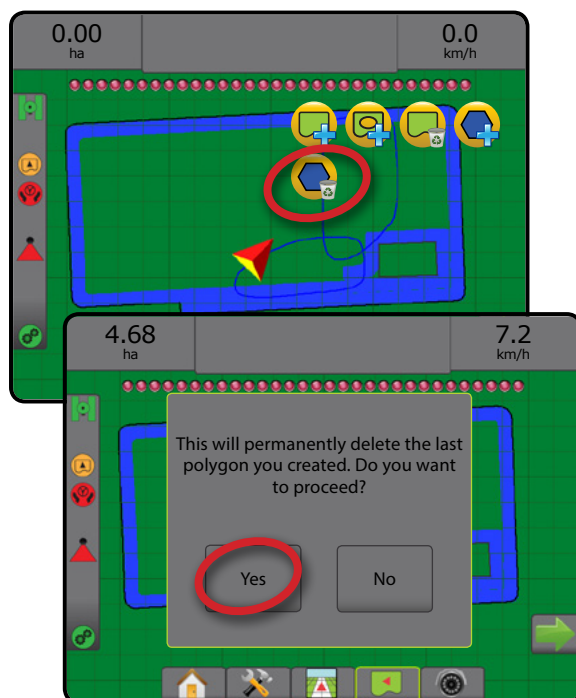 0.00
ha
0.0
km/h
4.68
ha
7.2
km/h
This will permanently delete the last
polygon you created. Do you want
to proceed?
Yes
No